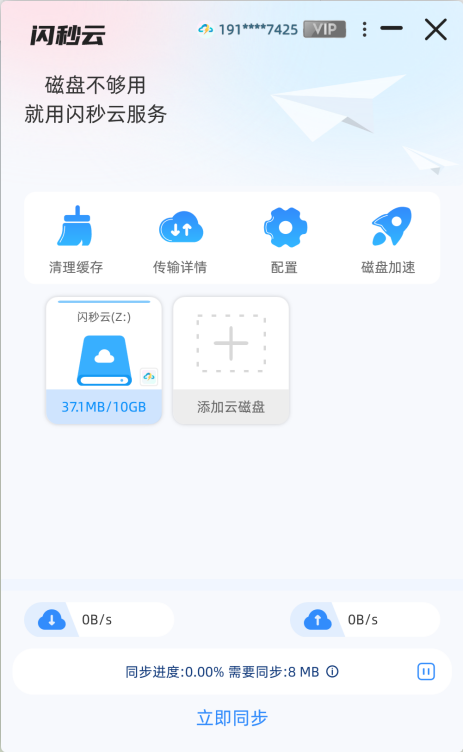 闪秒云
191****7425 VIP
磁盘不够用
就用闪秒云服务
清理缓存 传输详情 配置 磁盘加速
闪秒云(Z:)
37.1MB/10GB 添加云磁盘
0B/s 0B/s
同步进度:0.00% 需要同步:8 MB
立即同步